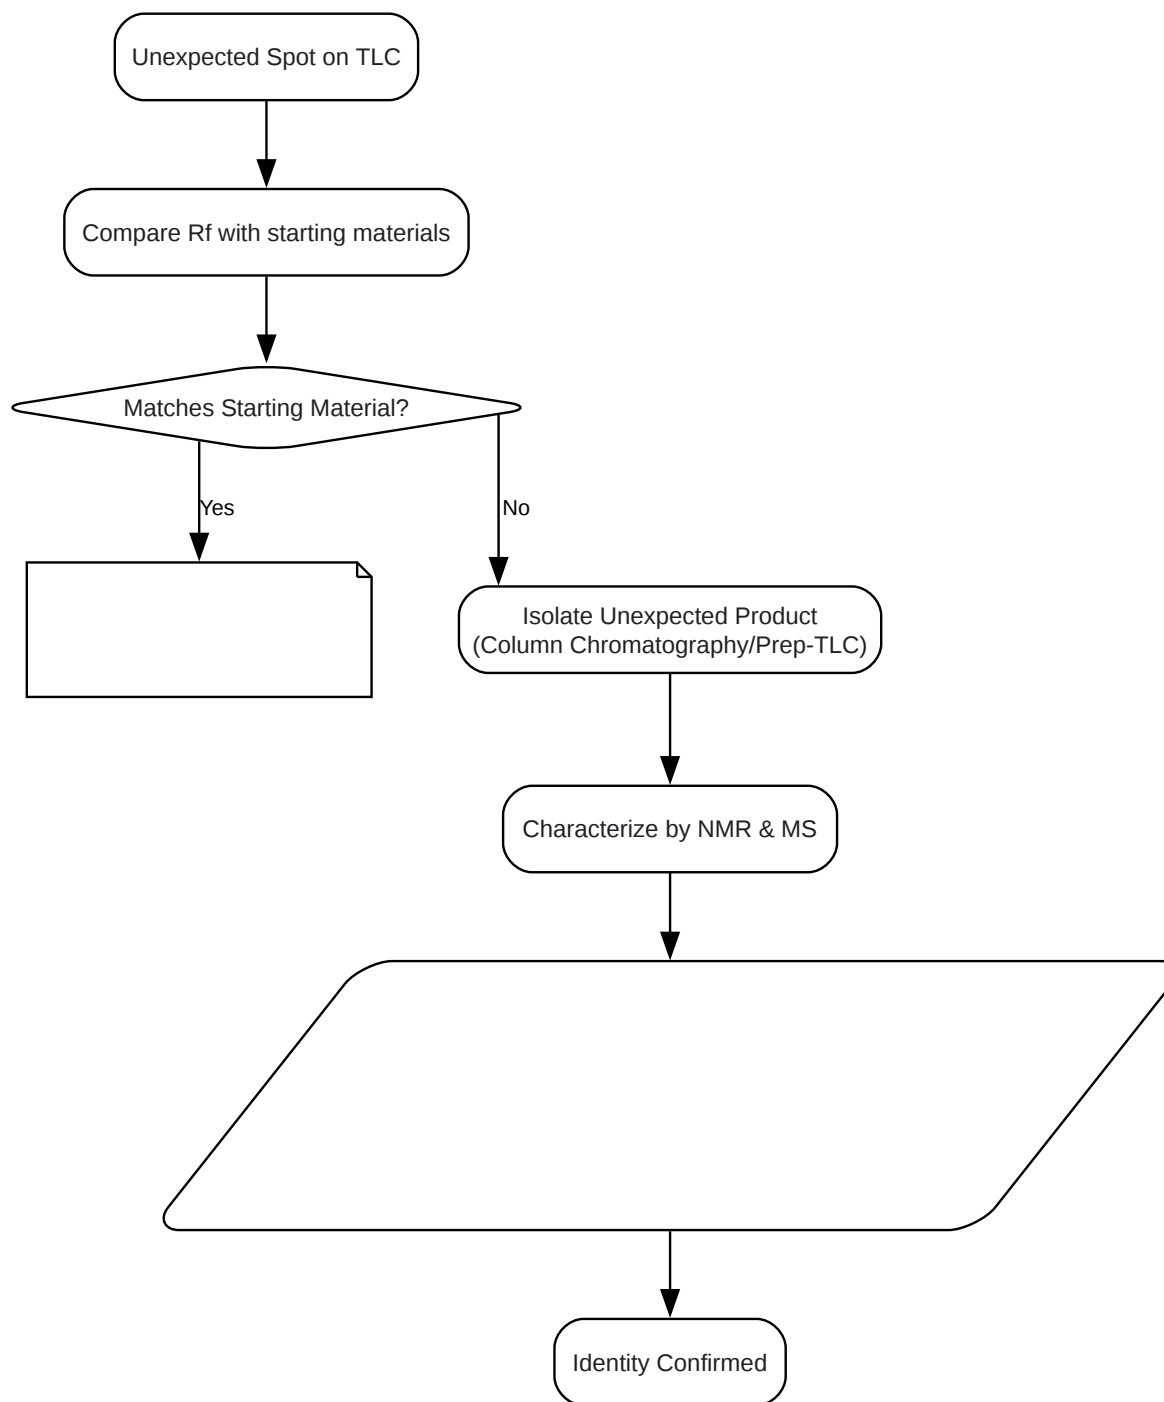 Unexpected Spot on TLC
Compare Rf with starting materials
Matches Starting Material?
Yes
No
Isolate Unexpected Product
(Column Chromatography/Prep-TLC)
Characterize by NMR & MS
Identity Confirmed